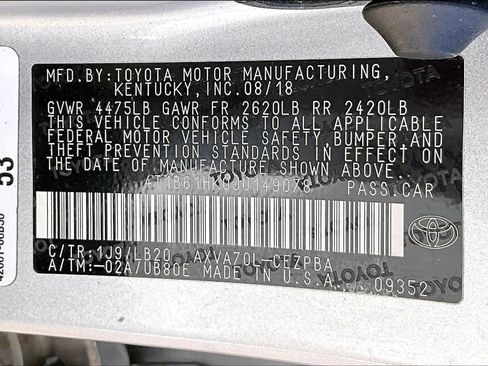 MFD.BY:TOYOTA MOTOR MANUFACTURING,
KENTUCKY, INC.08/18
GVWR 4475LB GAWR FR 2620LB RR 2420LB
THIS VEHICLE CONFORMS TO ALL APPLICABLE
FEDERAL MOTOR VEHICLE SAFETY,BUMPER,AND
THEFT PREVENTION STANDARDS IN EFFECT ON
THE DATE OF MANUFACTURE SHOWN ABOVE.
PASS.CAR
C/TR:1J9/LB20 AXVA70L-CEZPBA
A/TM:-02A/UB80E MADE IN U.S.A.
09352
TOYOTA
53